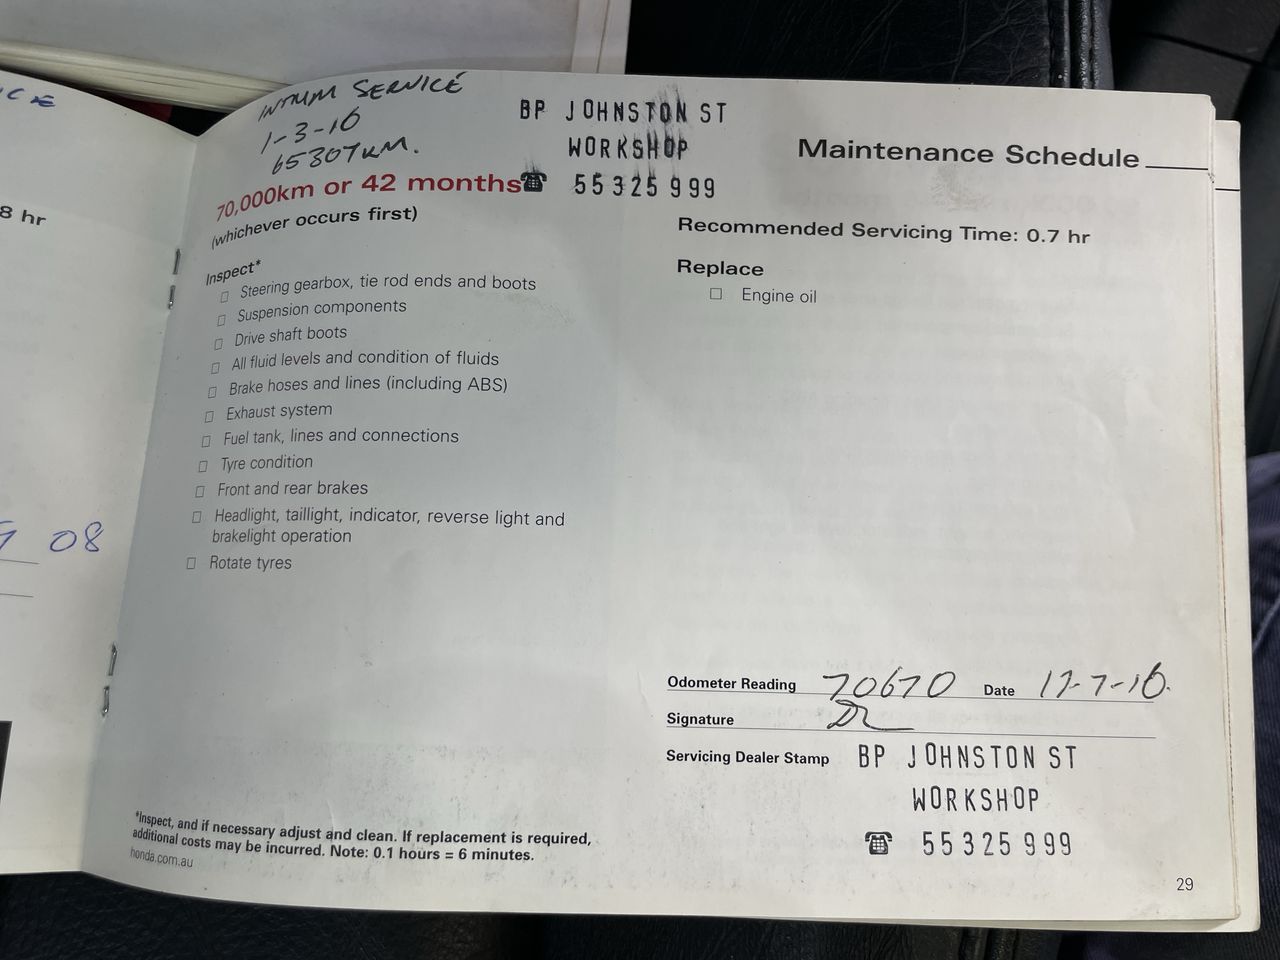 ICE
8 hr
08
INTRIM SERVICE
1-3-16
65307KM.
BP JOHNSTON ST
WORKSHOP
☎ 55325999
Maintenance Schedule
70,000km or 42 months
(whichever occurs first)
Inspect*
☐ Steering gearbox, tie rod ends and boots
☐ Suspension components
☐ Drive shaft boots
☐ All fluid levels and condition of fluids
☐ Brake hoses and lines (including ABS)
☐ Exhaust system
☐ Fuel tank, lines and connections
☐ Tyre condition
☐ Front and rear brakes
☐ Headlight, taillight, indicator, reverse light and
brakelight operation
☐ Rotate tyres
Recommended Servicing Time: 0.7 hr
Replace
☐ Engine oil
Odometer Reading 70670 Date 17-7-16.
Signature
Servicing Dealer Stamp BP JOHNSTON ST
WORKSHOP
☎ 55325999
*Inspect, and if necessary adjust and clean. If replacement is required,
additional costs may be incurred. Note: 0.1 hours = 6 minutes.
honda.com.au
29